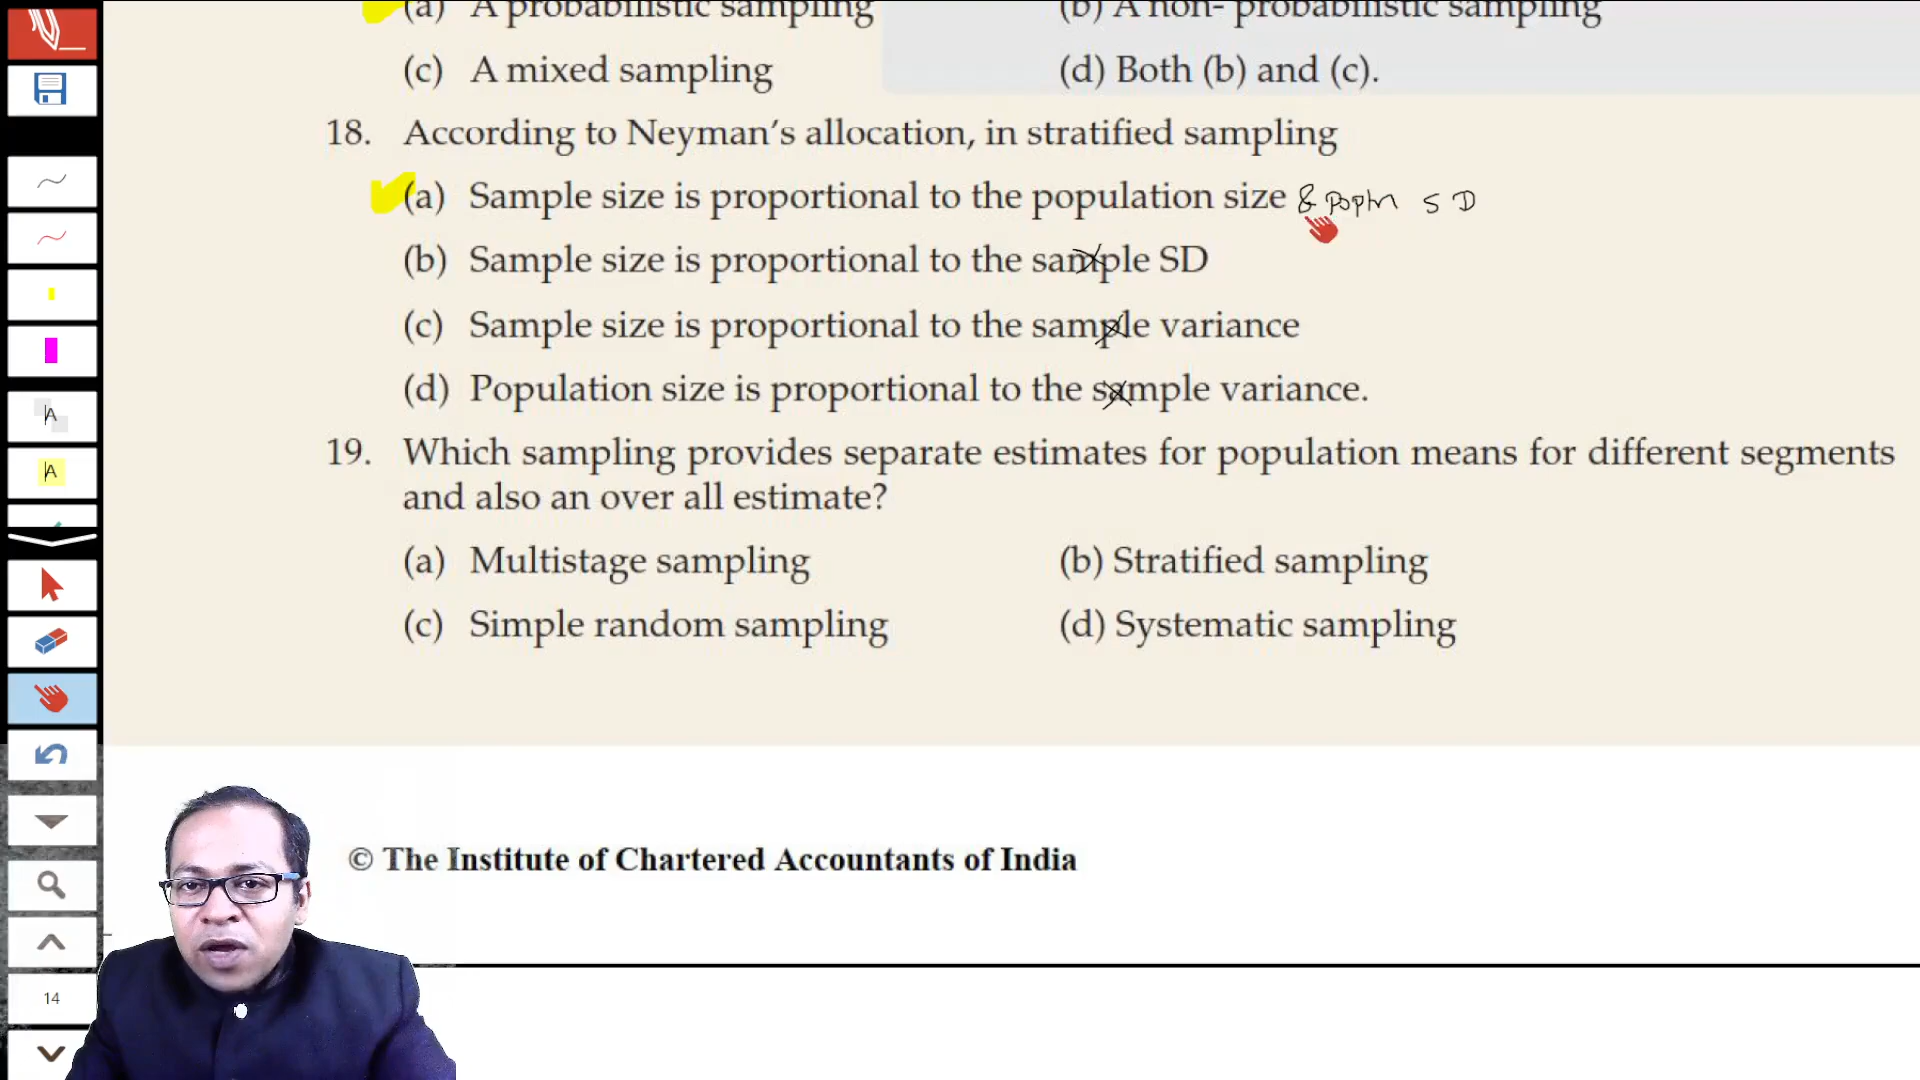 (a) A probabilistic sampling (b) A non- probabilistic sampling
(c) A mixed sampling (d) Both (b) and (c).
18. According to Neyman’s allocation, in stratified sampling
(a) Sample size is proportional to the population size & Popln S D
(b) Sample size is proportional to the sample SD
(c) Sample size is proportional to the sample variance
(d) Population size is proportional to the sample variance.
19. Which sampling provides separate estimates for population means for different segments
and also an over all estimate?
(a) Multistage sampling (b) Stratified sampling
(c) Simple random sampling (d) Systematic sampling
© The Institute of Chartered Accountants of India
A
A
14